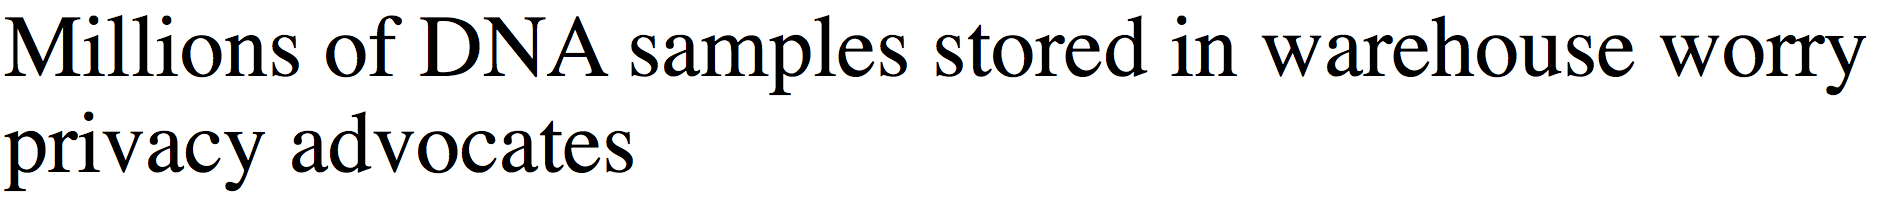 Millions of DNA samples stored in warehouse worry
privacy advocates